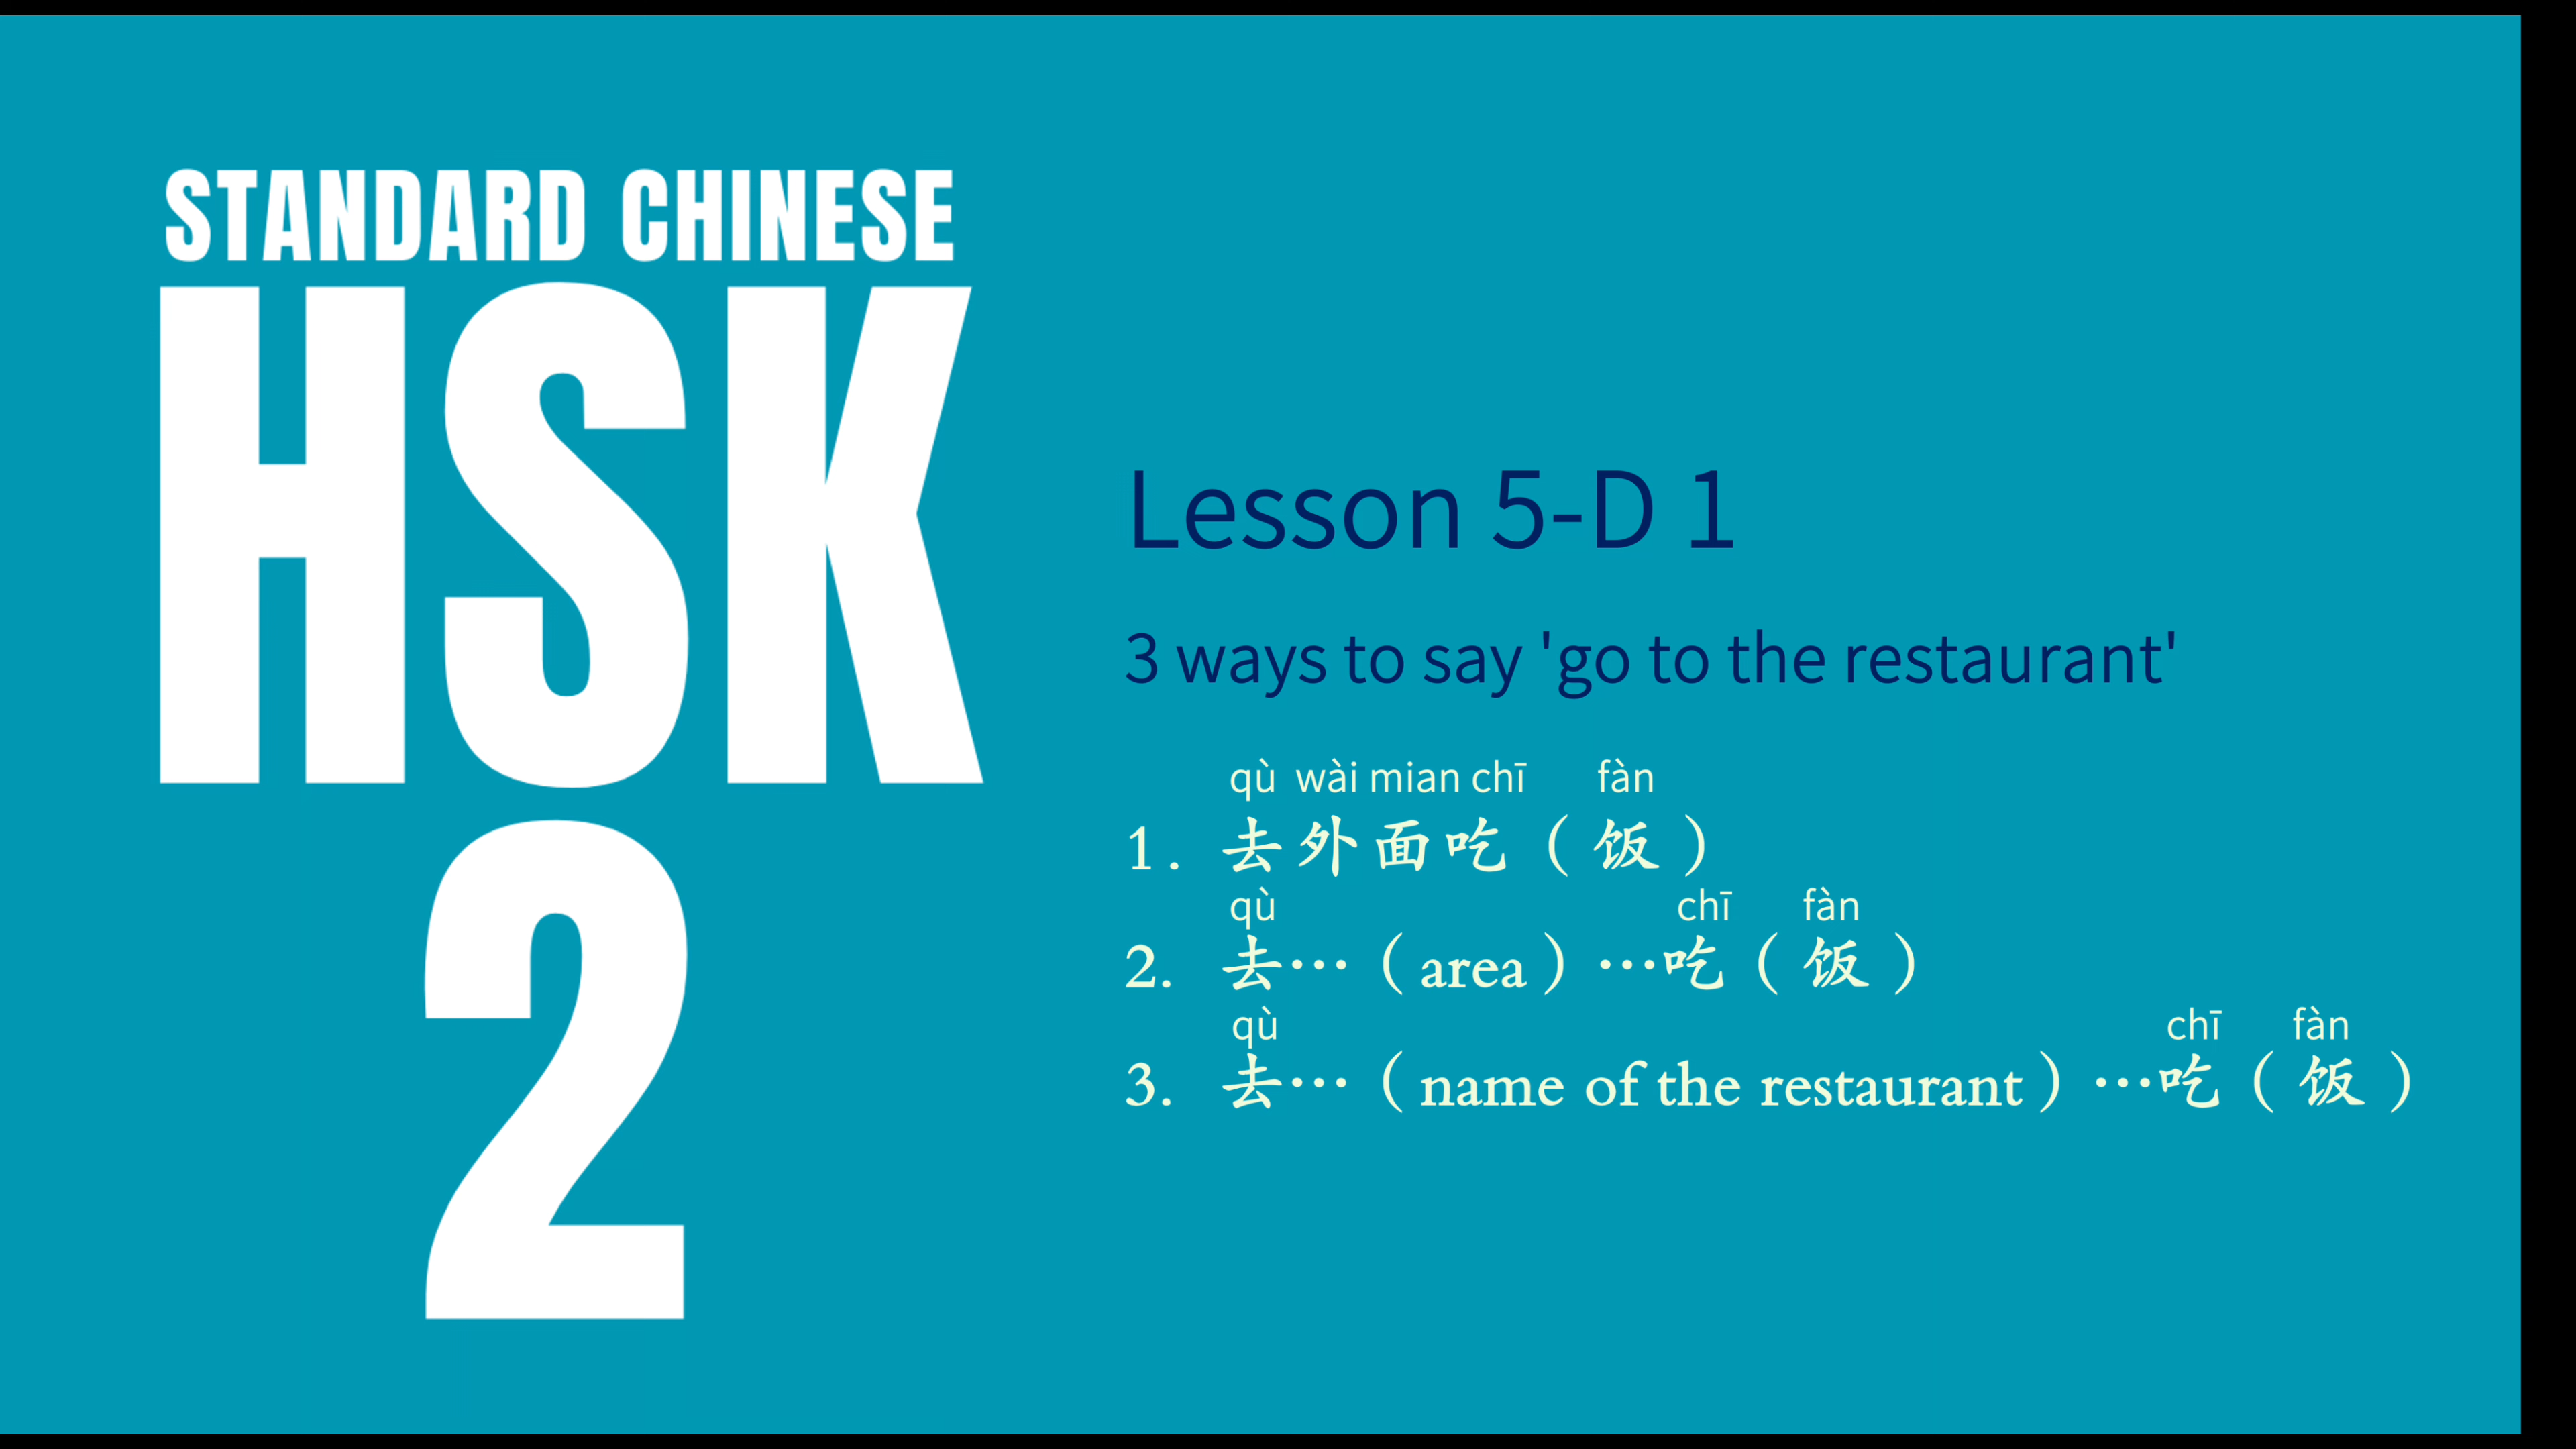 STANDARD CHINESE
HSK
2
Lesson 5-D 1
3 ways to say 'go to the restaurant'
qù wài mian chī fàn
1. 去外面吃（饭）
qù chī fàn
2. 去…（area）…吃（饭）
qù chī fàn
3. 去…（name of the restaurant）…吃（饭）